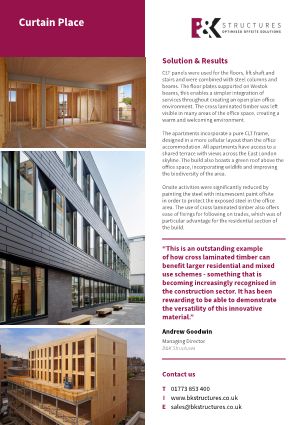 Curtain Place
B&K STRUCTURES
OPTIMISED OFFSITE SOLUTIONS
Solution & Results
CLT panels were used for the floors, lift shaft and
stairs and were combined with steel columns and
beams. The floor plates supported on Westok
beams, this enables a simpler integration of
services throughout creating an open plan office
environment. The cross laminated timber was left
visible in many areas of the office space, creating a
warm and welcoming environment.
The apartments incorporate a pure CLT frame,
designed in a more cellular layout than the office
accommodation. All apartments have access to a
shared terrace with views across the East London
skyline. The build also boasts a green roof above the
office space, incorporating wildlife and improving
the biodiversity of the area.
Onsite activities were significantly reduced by
painting the steel with intumescent paint offsite
in order to protect the exposed steel in the office
area. The use of cross laminated timber also offers
ease of fixings for following on trades, which was of
particular advantage for the residential section of
the build.
“This is an outstanding example
of how cross laminated timber can
benefit larger residential and mixed
use schemes - something that is
becoming increasingly recognised in
the construction sector. It has been
rewarding to be able to demonstrate
the versatility of this innovative
material.”
Andrew Goodwin
Managing Director
B&K Structures
Contact us
T 01773 853 400
I www.bkstructures.co.uk
E sales@bkstructures.co.uk